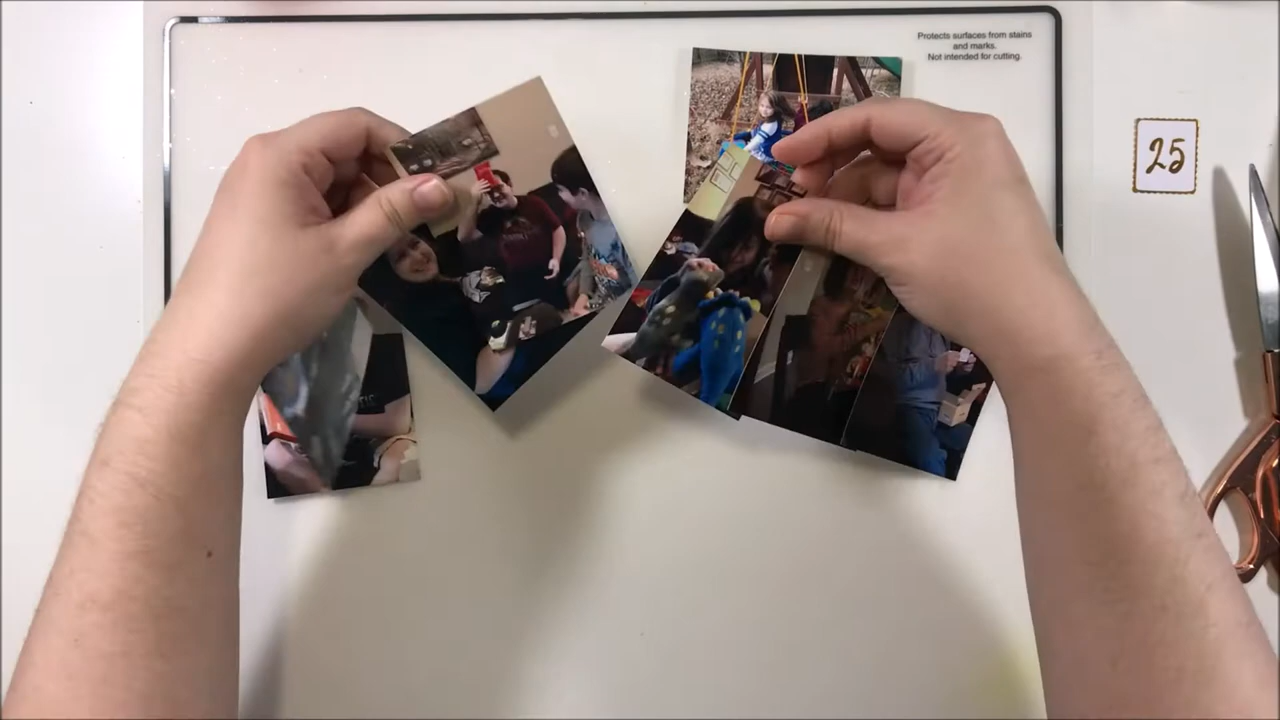 Protects surfaces from stains
and marks.
Not intended for cutting.
25